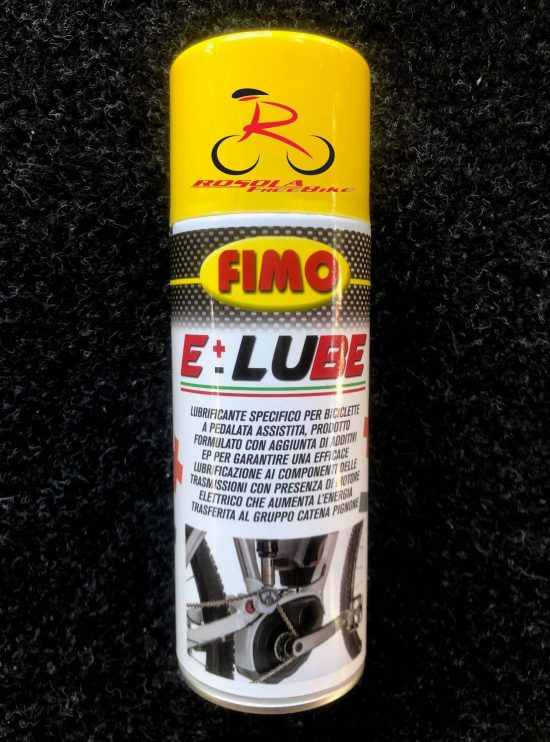 R
ROSOLA
FREEBIKE
FIMO
E+-LUBE
LUBRIFICANTE SPECIFICO PER BICICLETTE
A PEDALATA ASSISTITA, PRODOTTO
FORMULATO CON AGGIUNTA DI ADDITIVI
EP PER GARANTIRE UNA EFFICACE
LUBRIFICAZIONE AI COMPONENTI DELLE
TRASMISSIONI CON PRESENZA DI MOTORE
ELETTRICO CHE AUMENTA L'ENERGIA
TRASFERITA AL GRUPPO CATENA PIGNONE